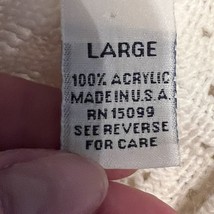 LARGE
100% ACRYLIC
MADE IN U.S.A.
RN 15099
SEE REVERSE
FOR CARE